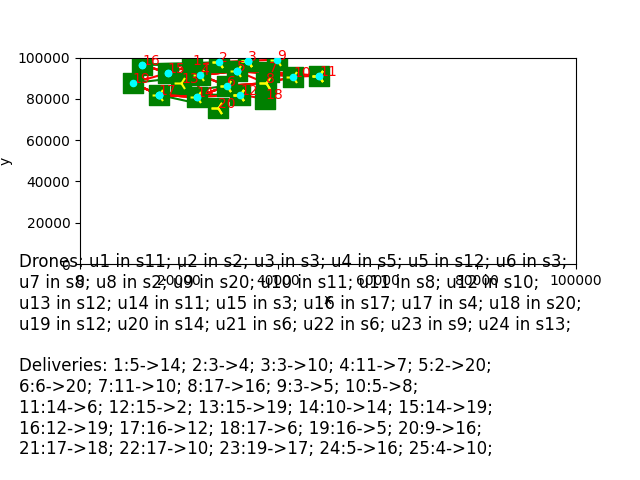 100000
80000
60000
40000
20000
0
y
0 20000 40000 60000 80000 100000
x
16 1 2 3 9
11
18
Drones: u1 in s11; u2 in s2; u3 in s3; u4 in s5; u5 in s12; u6 in s3;
u7 in s8; u8 in s2; u9 in s20; u10 in s11; u11 in s8; u12 in s10;
u13 in s12; u14 in s11; u15 in s3; u16 in s17; u17 in s4; u18 in s20;
u19 in s12; u20 in s14; u21 in s6; u22 in s6; u23 in s9; u24 in s13;
Deliveries: 1:5->14; 2:3->4; 3:3->10; 4:11->7; 5:2->20;
6:6->20; 7:11->10; 8:17->16; 9:3->5; 10:5->8;
11:14->6; 12:15->2; 13:15->19; 14:10->14; 15:14->19;
16:12->19; 17:16->12; 18:17->6; 19:16->5; 20:9->16;
21:17->18; 22:17->10; 23:19->17; 24:5->16; 25:4->10;